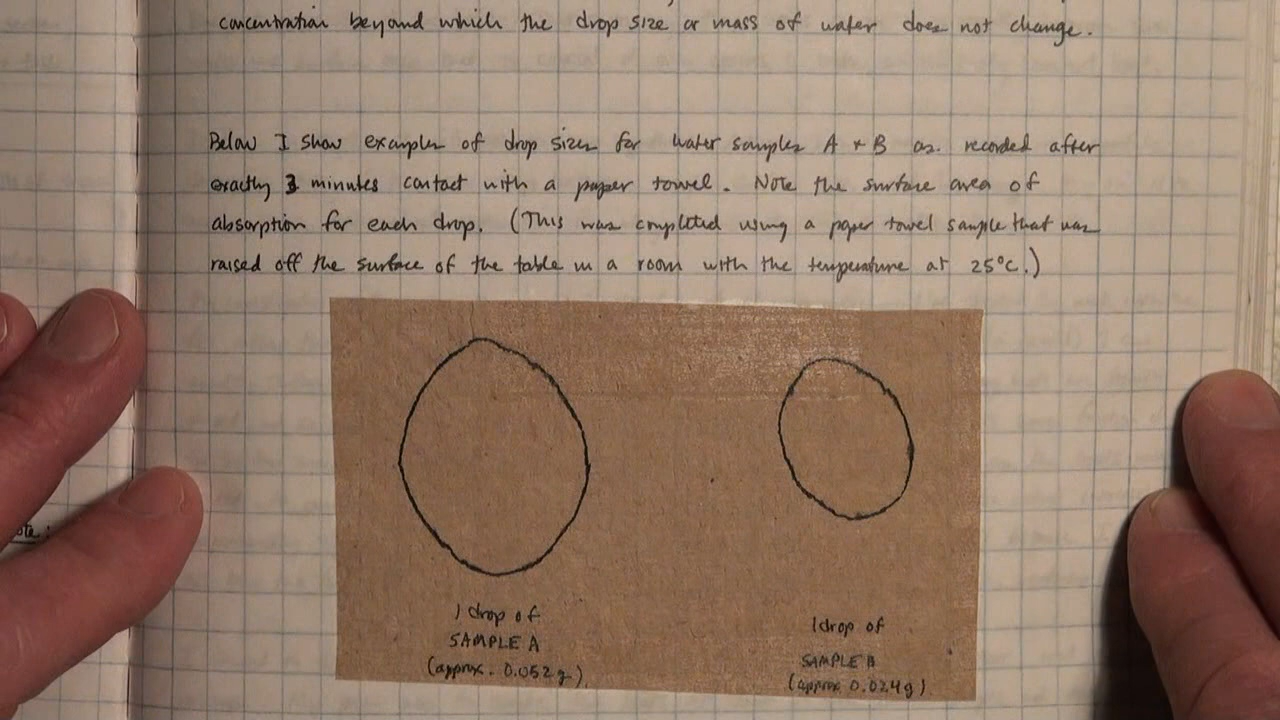 concentration beyond which the drop size or mass of water does not change.
Below I show examples of drop sizes for water samples A + B as recorded after
exactly 3 minutes contact with a paper towel. Note the surface area of
absorption for each drop. (This was completed using a paper towel sample that was
raised off the surface of the table in a room with the temperature at 25°C.)
ote:
1 drop of
SAMPLE A
(approx. 0.052g).
1 drop of
SAMPLE B
(approx 0.024g)